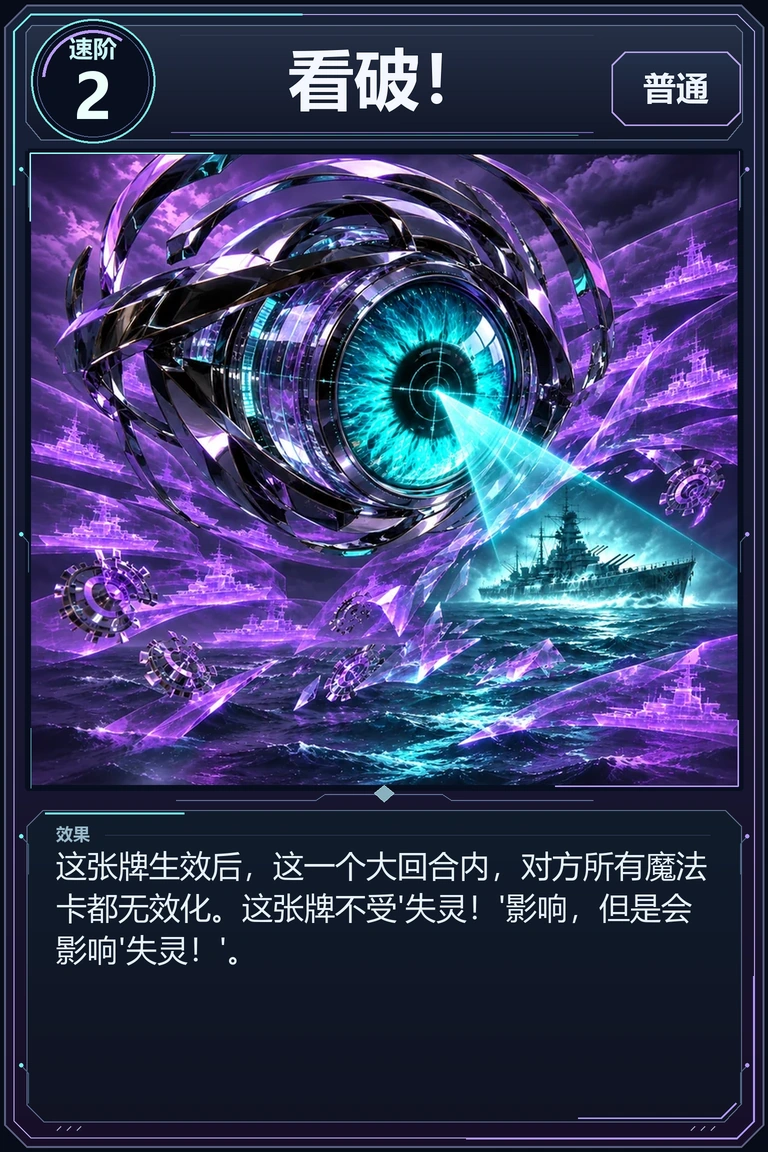 速阶
2
看破！
普通
效果
这张牌生效后，这一个大回合内，对方所有魔法
卡都无效化。这张牌不受'失灵！'影响，但是会
影响'失灵！'。